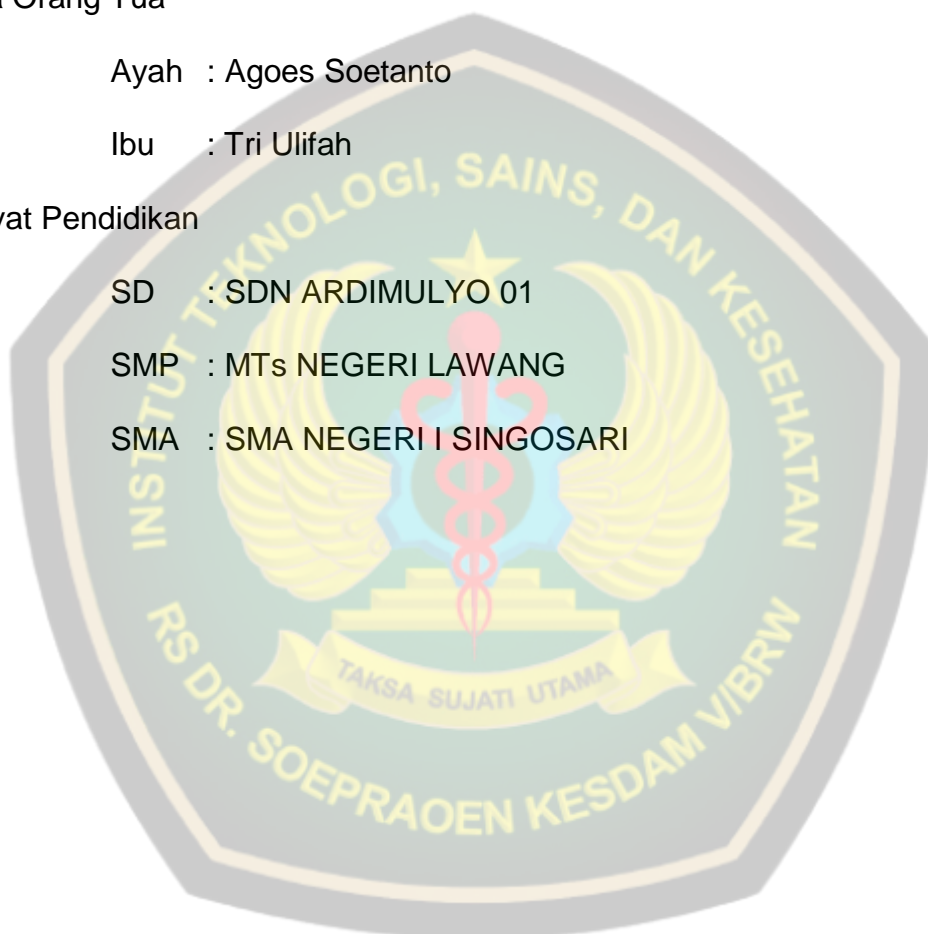 Orang Tua
Ayah : Agoes Soetanto
Ibu : Tri Ulifah
Pendidikan
SD : SDN ARDIMULYO 01
SMP : MTs NEGERI LAWANG
SMA : SMA NEGERI I SINGOSARI
INSTITUT TEKNOLOGI, SAINS, DAN KESEHATAN
TAKSA SUJATI UTAMA
RS DR. SOEPRAOEN KESDAM V/BRW